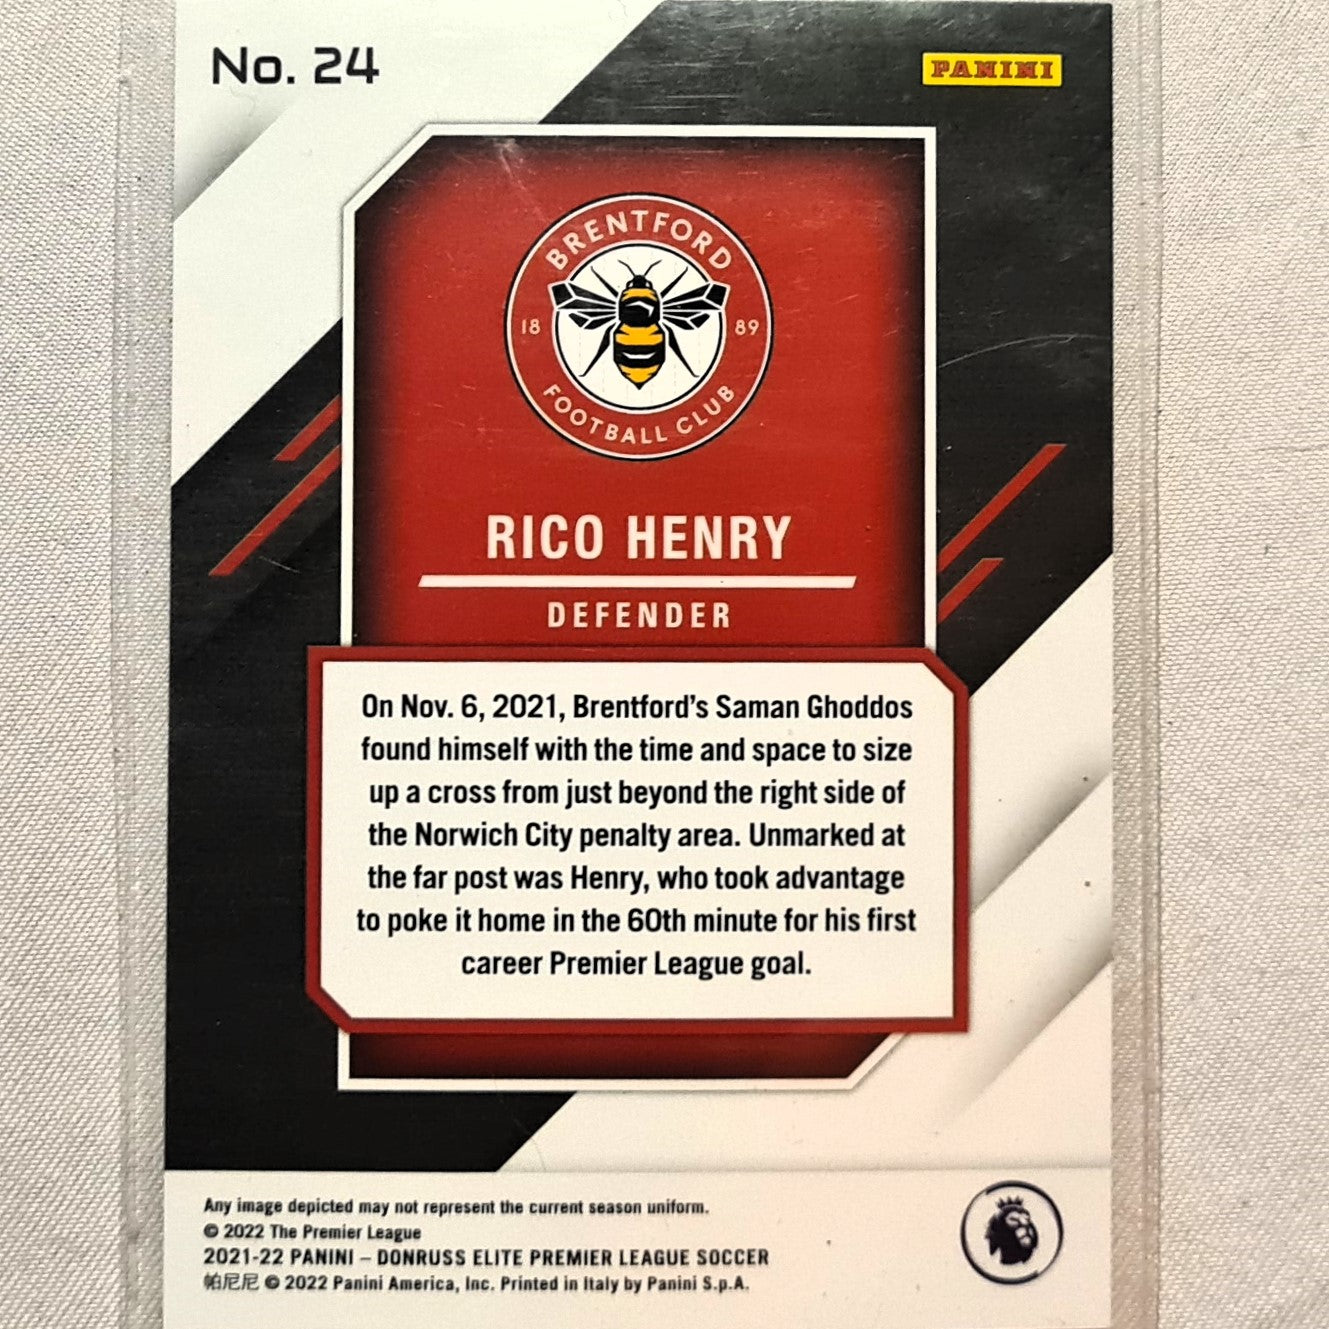 No. 24
PANINI
BRENTFORD
18 89
FOOTBALL CLUB
RICO HENRY
DEFENDER
On Nov. 6, 2021, Brentford's Saman Ghoddos
found himself with the time and space to size
up a cross from just beyond the right side of
the Norwich City penalty area. Unmarked at
the far post was Henry, who took advantage
to poke it home in the 60th minute for his first
career Premier League goal.
Any image depicted may not represent the current season uniform.
© 2022 The Premier League
2021-22 PANINI – DONRUSS ELITE PREMIER LEAGUE SOCCER
帕尼尼 © 2022 Panini America, Inc. Printed in Italy by Panini S.p.A.